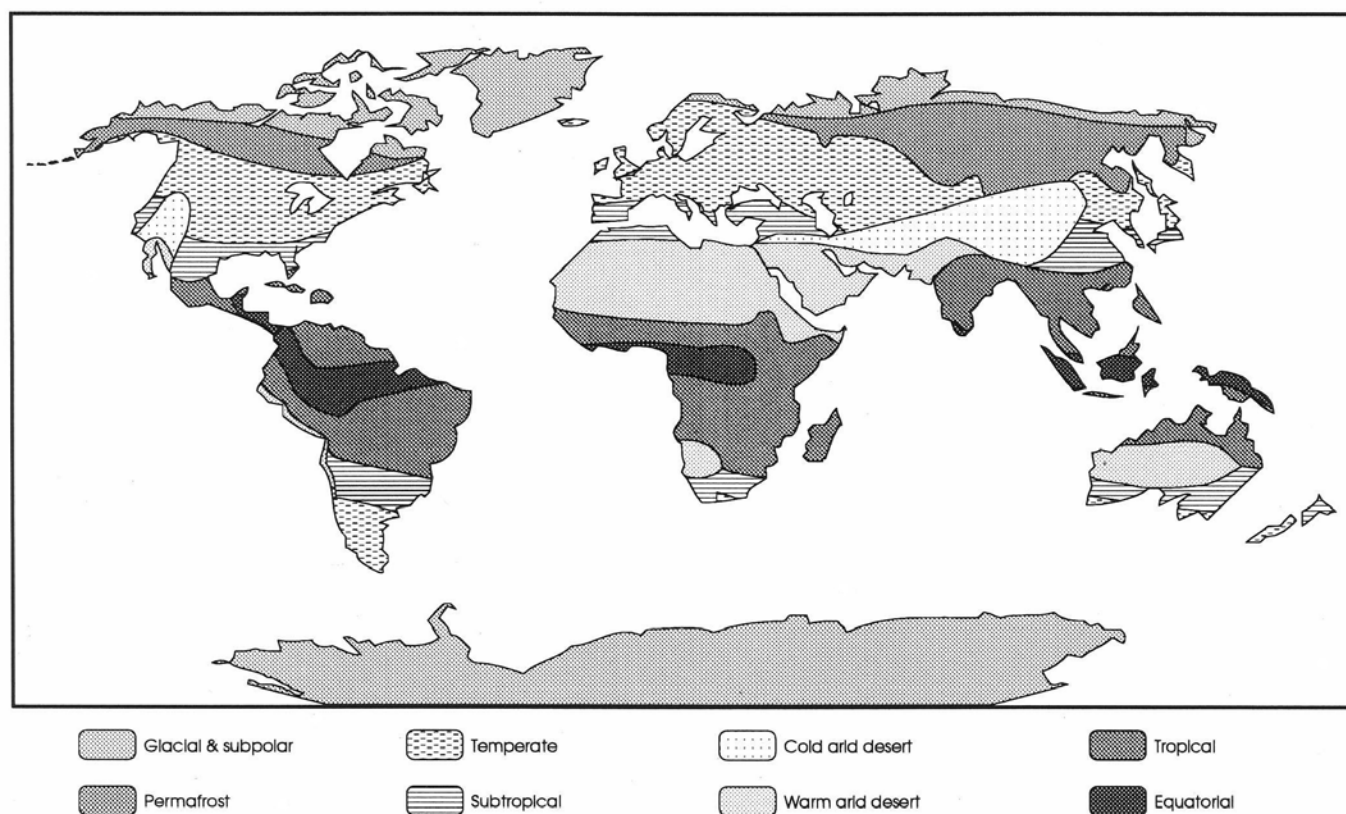 Glacial & subpolar
Temperate
Cold arid desert
Tropical
Permafrost
Subtropical
Warm arid desert
Equatorial